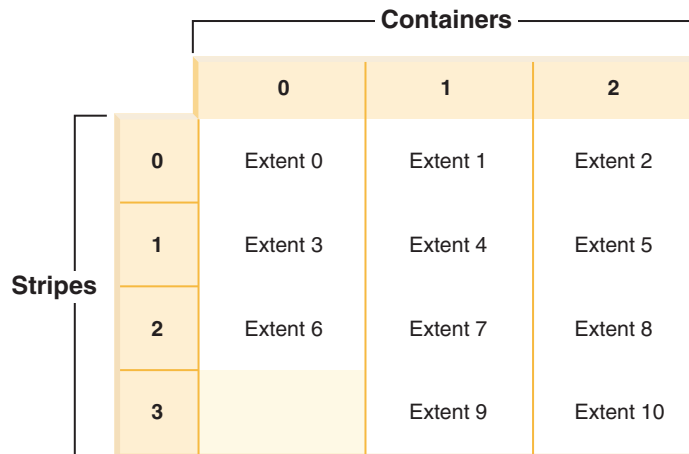 Containers
0 1 2
0 Extent 0 Extent 1 Extent 2
1 Extent 3 Extent 4 Extent 5
Stripes
2 Extent 6 Extent 7 Extent 8
3 Extent 9 Extent 10